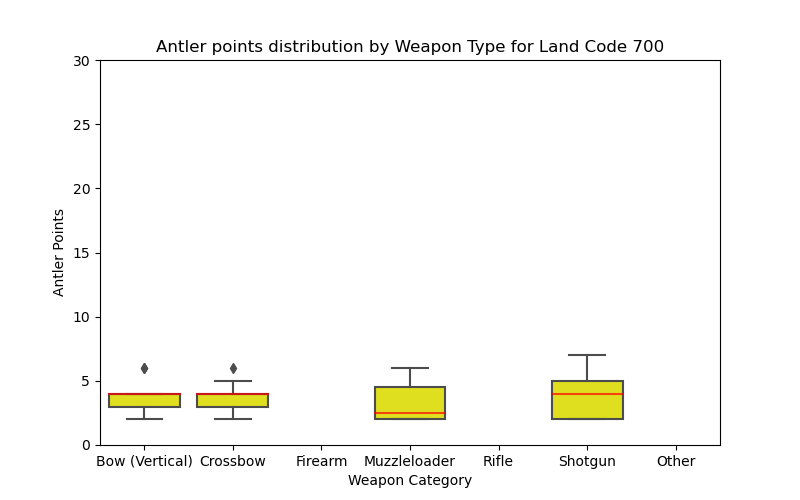 Antler points distribution by Weapon Type for Land Code 700
30
25
20
15
10
5
0
Antler Points
Bow (Vertical) Crossbow Firearm Muzzleloader Rifle Shotgun Other
Weapon Category